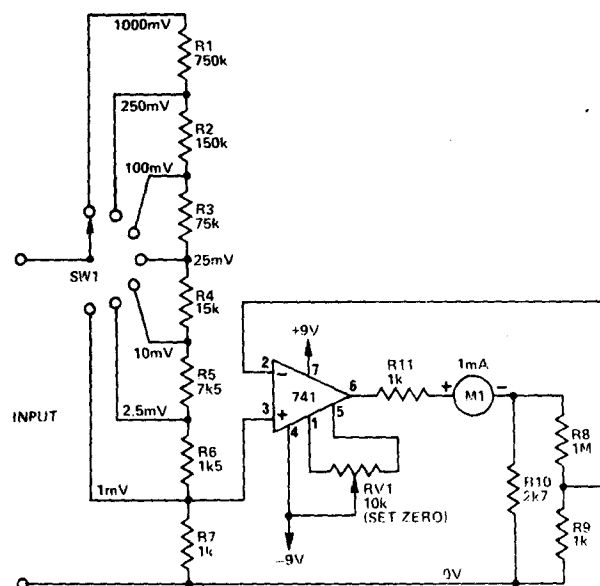 1000mV
R1
750k
250mV
R2
150k
100mV
R3
75k
SW1
25mV
R4
15k
10mV
R5
7k5
INPUT
2.5mV
R6
1k5
1mV
R7
1k
+9V
2
7
741
6
3
+
4
1
5
R11
1k
+
1mA
−
M1
RV1
10k
(SET ZERO)
−9V
R8
1M
R10
2k7
R9
1k
0V